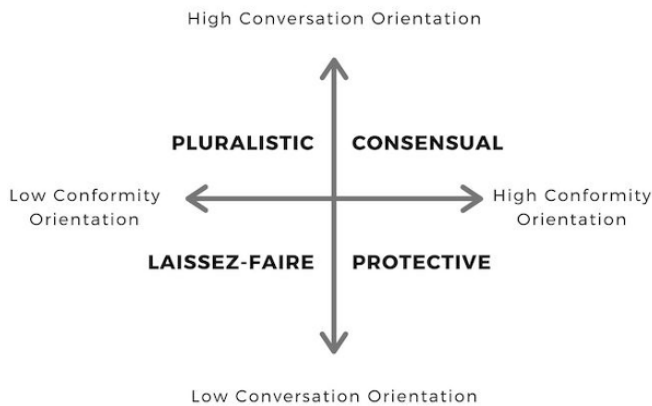 High Conversation Orientation
PLURALISTIC
CONSENSUAL
Low Conformity
Orientation
High Conformity
Orientation
LAISSEZ-FAIRE
PROTECTIVE
Low Conversation Orientation